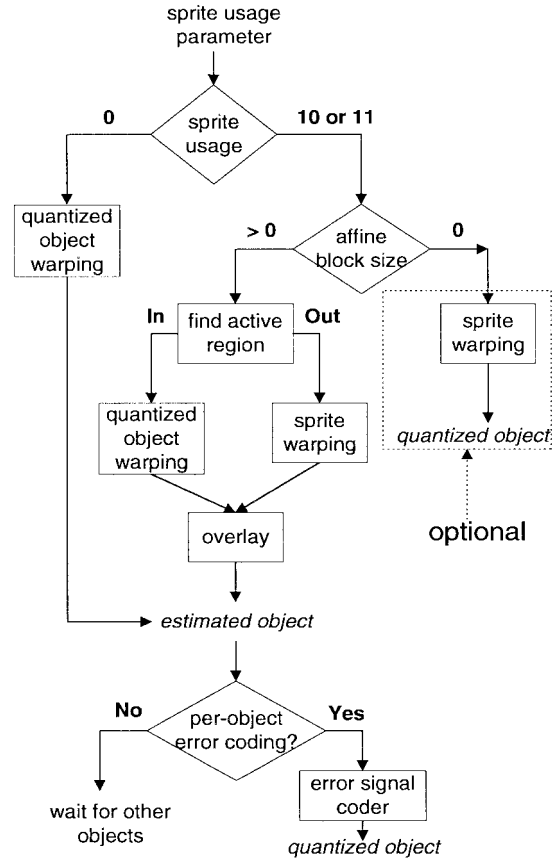 sprite usage
parameter
0
sprite
usage
10 or 11
quantized
object
warping
> 0
affine
block size
0
In
find active
region
Out
sprite
warping
quantized
object
warping
sprite
warping
quantized object
optional
overlay
estimated object
No
per-object
error coding?
Yes
wait for other
objects
error signal
coder
quantized object